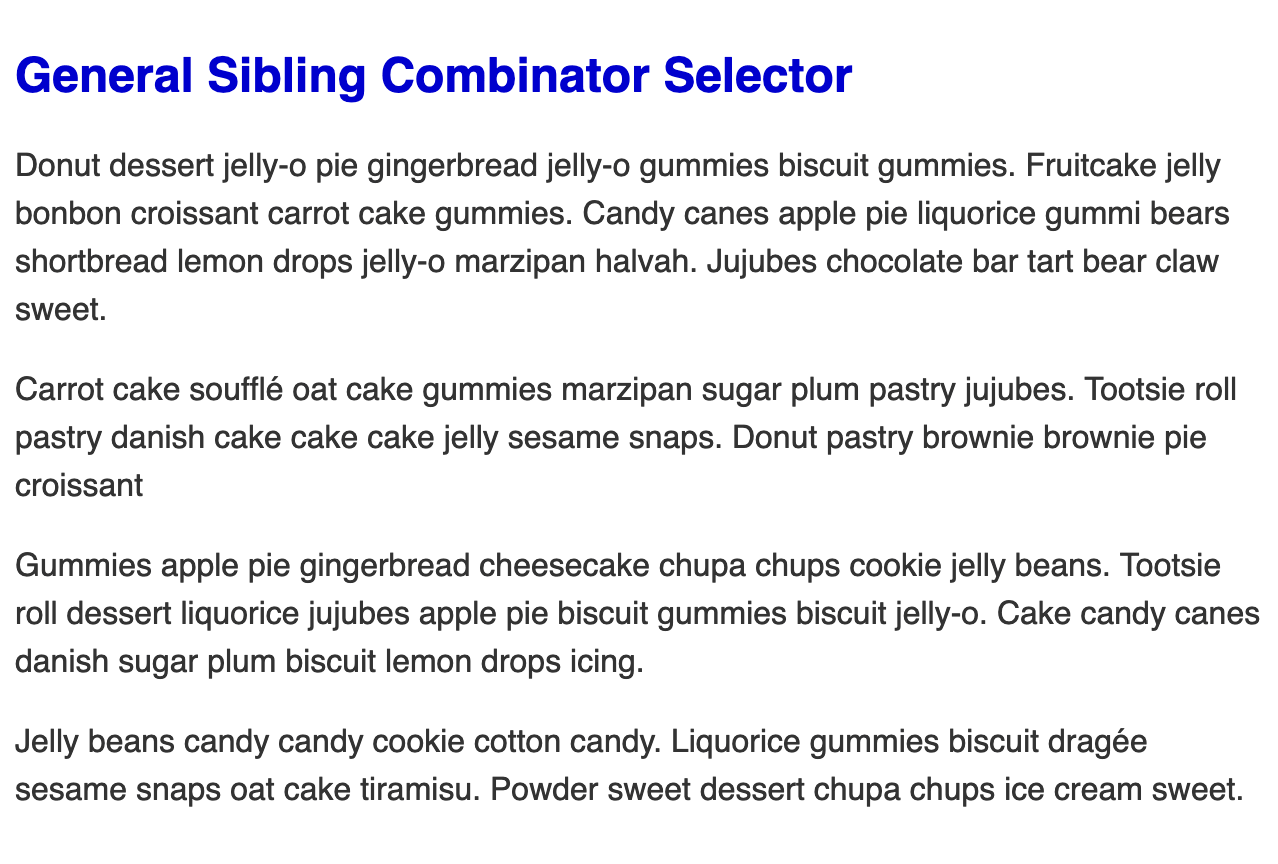 General Sibling Combinator Selector
Donut dessert jelly-o pie gingerbread jelly-o gummies biscuit gummies. Fruitcake jelly
bonbon croissant carrot cake gummies. Candy canes apple pie liquorice gummi bears
shortbread lemon drops jelly-o marzipan halvah. Jujubes chocolate bar tart bear claw
sweet.
Carrot cake soufflé oat cake gummies marzipan sugar plum pastry jujubes. Tootsie roll
pastry danish cake cake cake jelly sesame snaps. Donut pastry brownie brownie pie
croissant
Gummies apple pie gingerbread cheesecake chupa chups cookie jelly beans. Tootsie
roll dessert liquorice jujubes apple pie biscuit gummies biscuit jelly-o. Cake candy canes
danish sugar plum biscuit lemon drops icing.
Jelly beans candy candy cookie cotton candy. Liquorice gummies biscuit dragée
sesame snaps oat cake tiramisu. Powder sweet dessert chupa chups ice cream sweet.